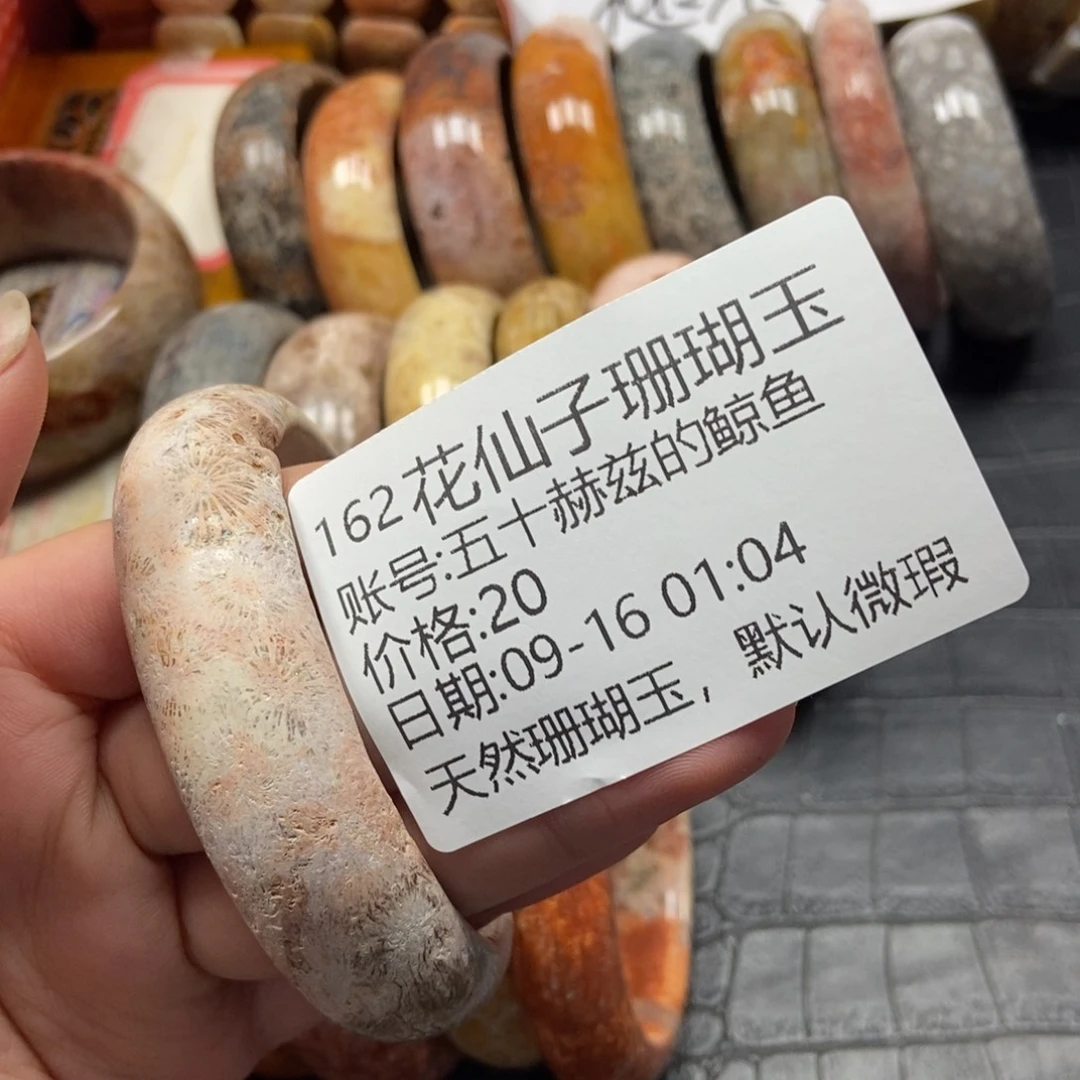 162花仙子珊瑚玉
账号:五十赫兹的鲸鱼
价格:20
日期:09-16 01:04
天然珊瑚玉，默认微瑕